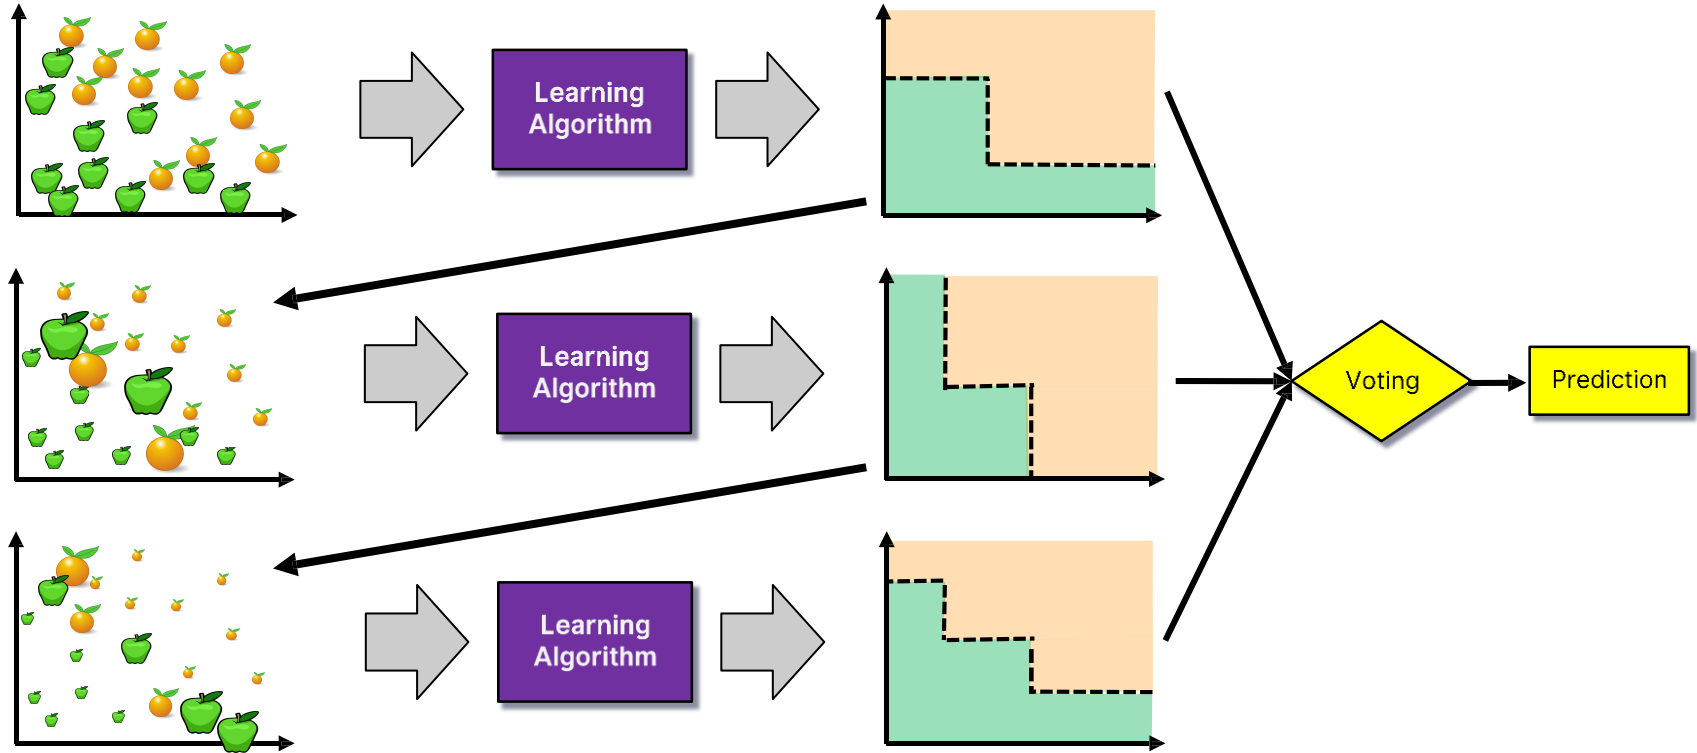 Learning
Algorithm
Learning
Algorithm
Voting
Prediction
Learning
Algorithm